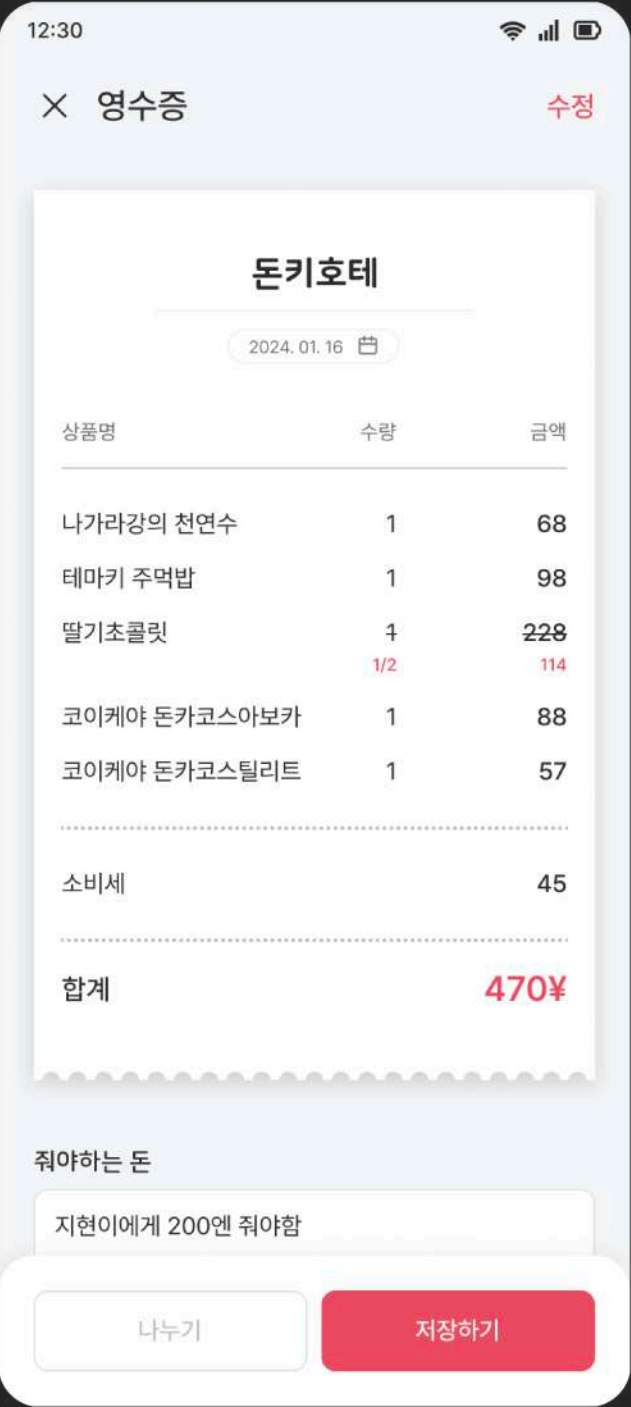 12:30
영수증 수정
돈키호테
2024. 01. 16
상품명 수량 금액
나가라강의 천연수 1 68
테마키 주먹밥 1 98
딸기초콜릿 1 228
1/2 114
코이케야 돈카코스아보카 1 88
코이케야 돈카코스틸리트 1 57
소비세 45
합계 470¥
줘야하는 돈
지현이에게 200엔 줘야함
나누기 저장하기